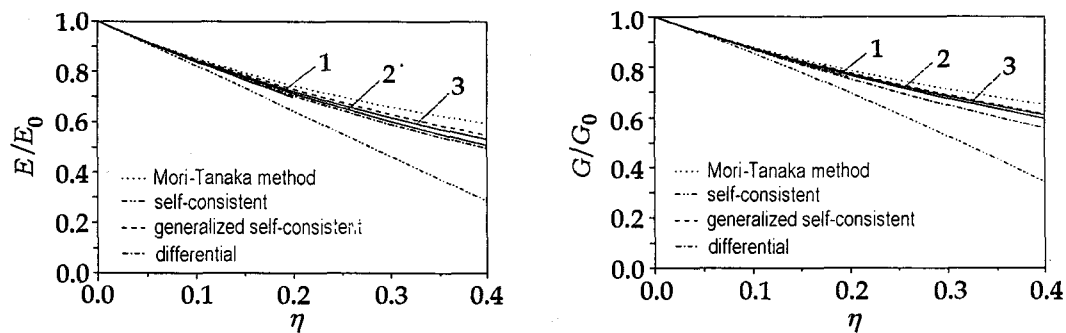 E/E0
1.0
0.8
0.6
0.4
0.2
0.0
1
2
3
Mori-Tanaka method
self-consistent
generalized self-consistent
differential
0.0 0.1 0.2 0.3 0.4
η
G/G0
1.0
0.8
0.6
0.4
0.2
0.0
1
2
3
Mori-Tanaka method
self-consistent
generalized self-consistent
differential
0.0 0.1 0.2 0.3 0.4
η